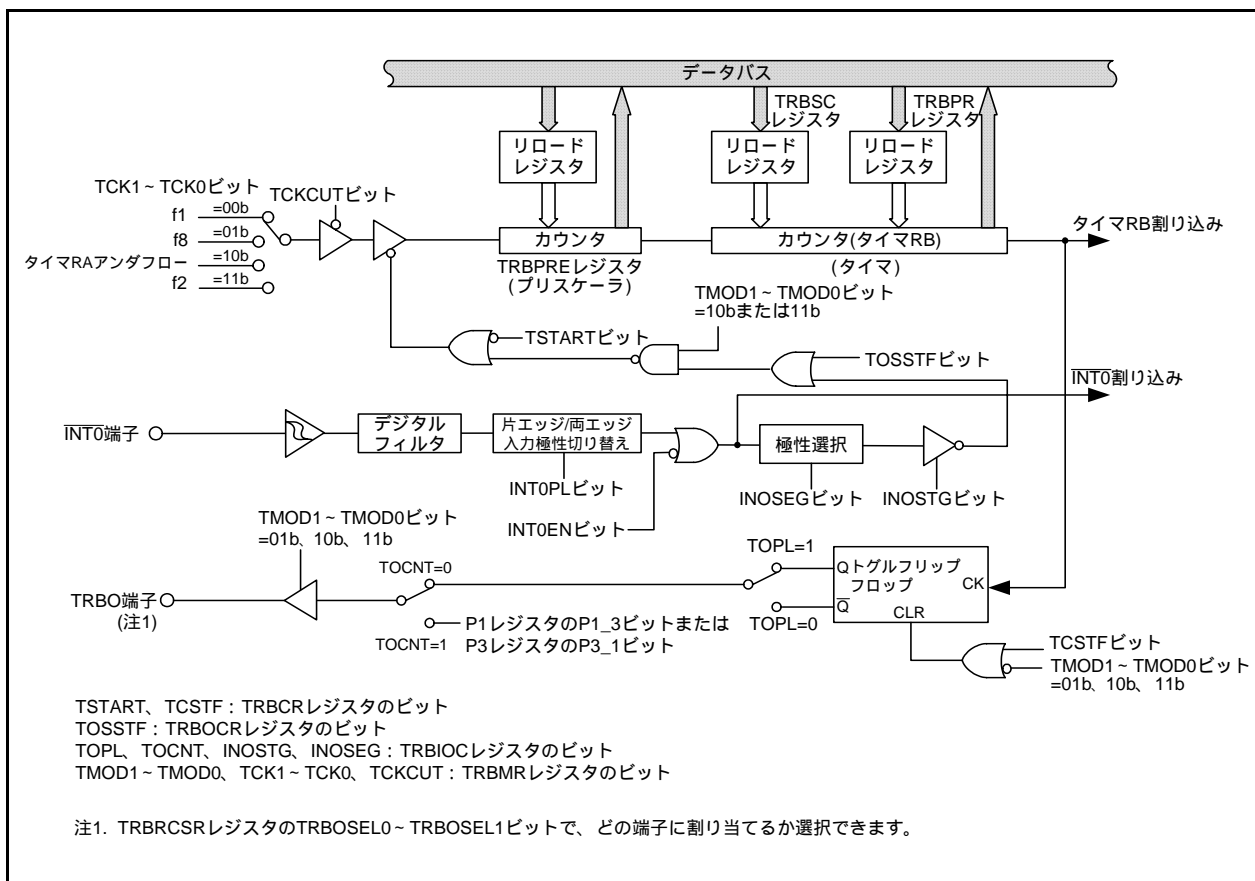 データバス
TRBSC
レジスタ
TRBPR
レジスタ
リロード
レジスタ
リロード
レジスタ
リロード
レジスタ
TCK1~TCK0ビット
TCKCUTビット
f1
=00b
f8
=01b
タイマRAアンダフロー
=10b
f2
=11b
カウンタ
TRBPREレジスタ
(プリスケーラ)
カウンタ(タイマRB)
(タイマ)
タイマRB割り込み
TMOD1~TMOD0ビット
=10bまたは11b
TSTARTビット
TOSSTFビット
INT0割り込み
INT0端子
デジタル
フィルタ
片エッジ/両エッジ
入力極性切り替え
極性選択
INT0PLビット
INOSEGビット
INOSTGビット
INT0ENビット
TMOD1~TMOD0ビット
=01b、10b、11b
TOCNT=0
TOPL=1
Qトグルフリップ
フロップ
CK
Q
CLR
TRBO端子
(注1)
P1レジスタのP1_3ビットまたは
TOCNT=1
P3レジスタのP3_1ビット
TOPL=0
TCSTFビット
TMOD1~TMOD0ビット
=01b、10b、11b
TSTART、TCSTF:TRBCRレジスタのビット
TOSSTF:TRBOCRレジスタのビット
TOPL、TOCNT、INOSTG、INOSEG:TRBIOCレジスタのビット
TMOD1~TMOD0、TCK1~TCK0、TCKCUT:TRBMRレジスタのビット
注1. TRBRCSRレジスタのTRBOSEL0~TRBOSEL1ビットで、どの端子に割り当てるか選択できます。